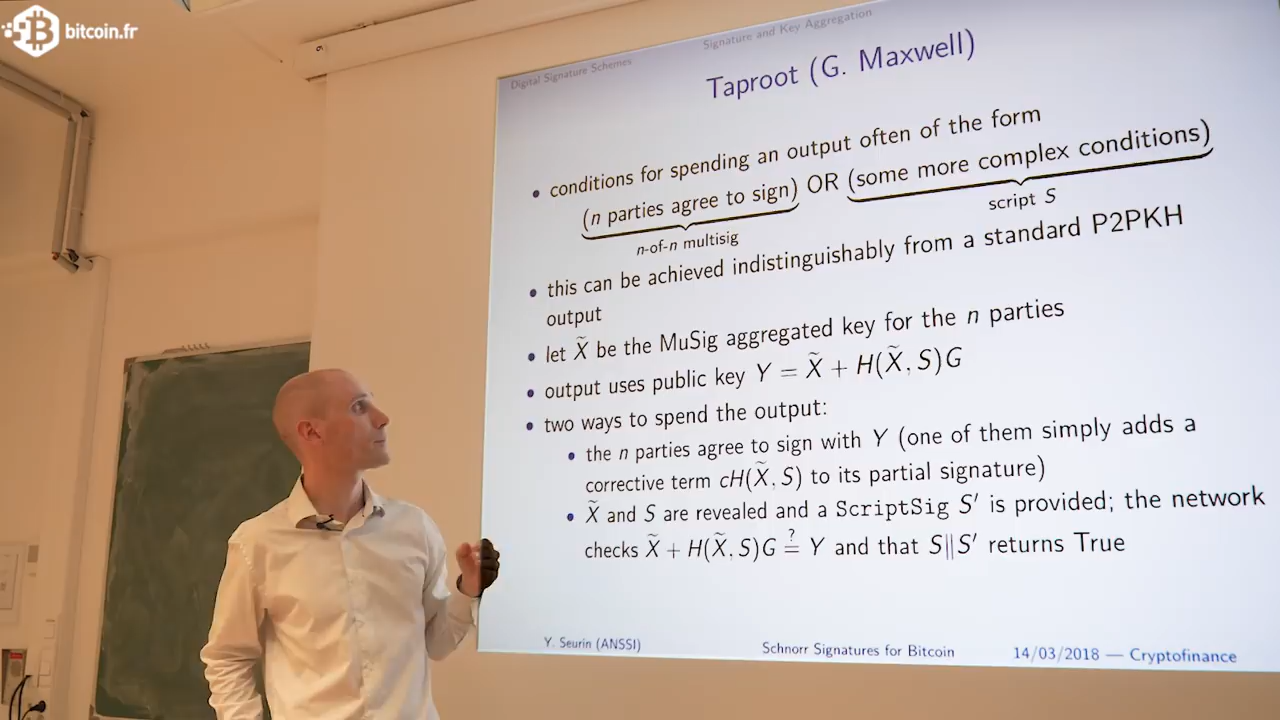 bitcoin.fr
Digital Signature Schemes
Signature and Key Aggregation
Taproot (G. Maxwell)
• conditions for spending an output often of the form
(n parties agree to sign) OR (some more complex conditions)
n-of-n multisig
script S
• this can be achieved indistinguishably from a standard P2PKH
output
• let X̃ be the MuSig aggregated key for the n parties
• output uses public key Y = X̃ + H(X̃, S)G
• two ways to spend the output:
• the n parties agree to sign with Y (one of them simply adds a
corrective term cH(X̃, S) to its partial signature)
• X̃ and S are revealed and a ScriptSig S′ is provided; the network
checks X̃ + H(X̃, S)G ≟ Y and that S∥S′ returns True
Y. Seurin (ANSSI)
Schnorr Signatures for Bitcoin
14/03/2018 — Cryptofinance